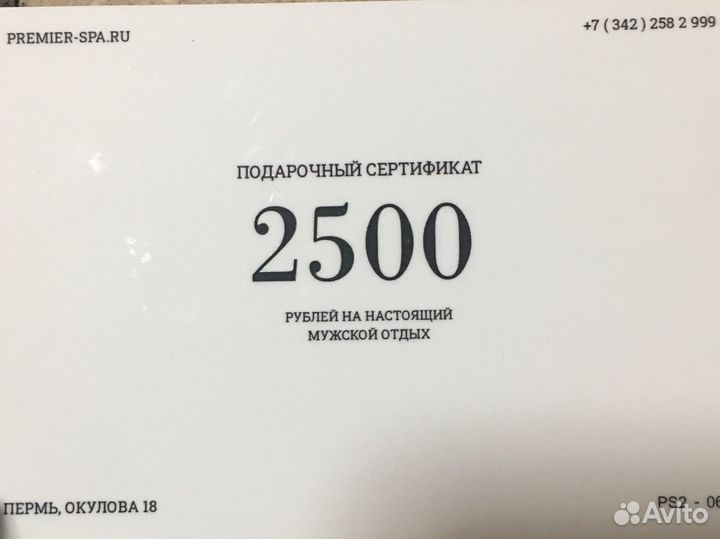 PREMIER-SPA.RU
+7 (342) 258 2 999
ПОДАРОЧНЫЙ СЕРТИФИКАТ
2500
РУБЛЕЙ НА НАСТОЯЩИЙ
МУЖСКОЙ ОТДЫХ
ПЕРМЬ, ОКУЛОВА 18
PS2 - 06
Avito